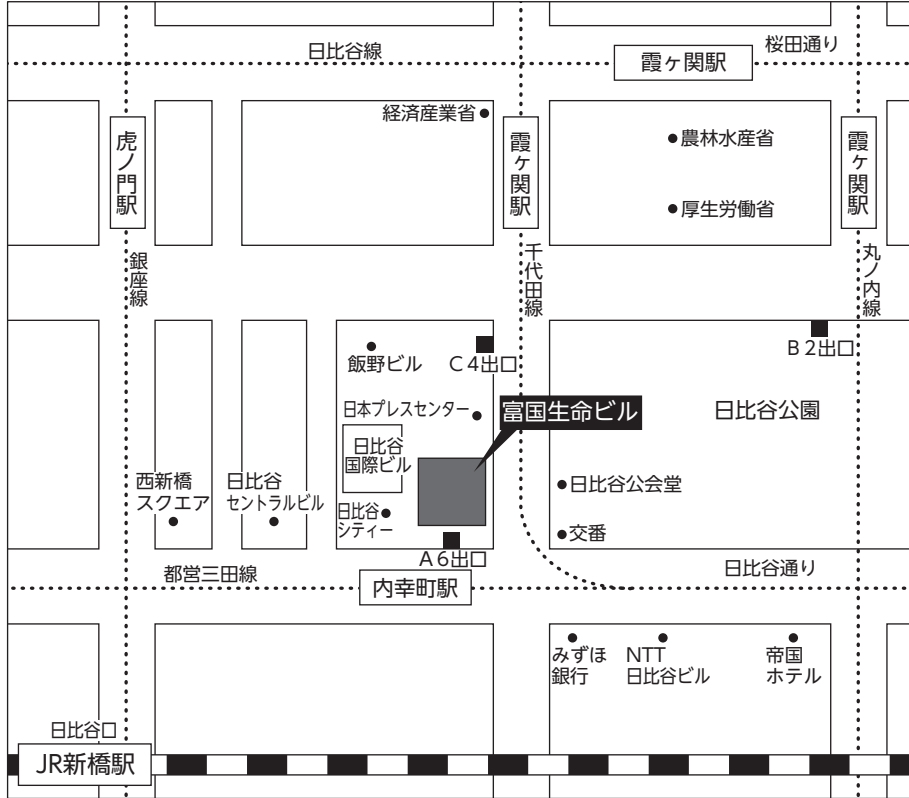 日比谷線
桜田通り
霞ヶ関駅
経済産業省
虎ノ門駅
霞ヶ関駅
農林水産省
霞ヶ関駅
厚生労働省
銀座線
千代田線
丸ノ内線
飯野ビル
C4出口
B2出口
日本プレスセンター
富国生命ビル
日比谷公園
日比谷
国際ビル
西新橋
スクエア
日比谷
セントラルビル
日比谷
シティー
日比谷公会堂
交番
A6出口
都営三田線
内幸町駅
日比谷通り
みずほ
銀行
NTT
日比谷ビル
帝国
ホテル
日比谷口
JR新橋駅